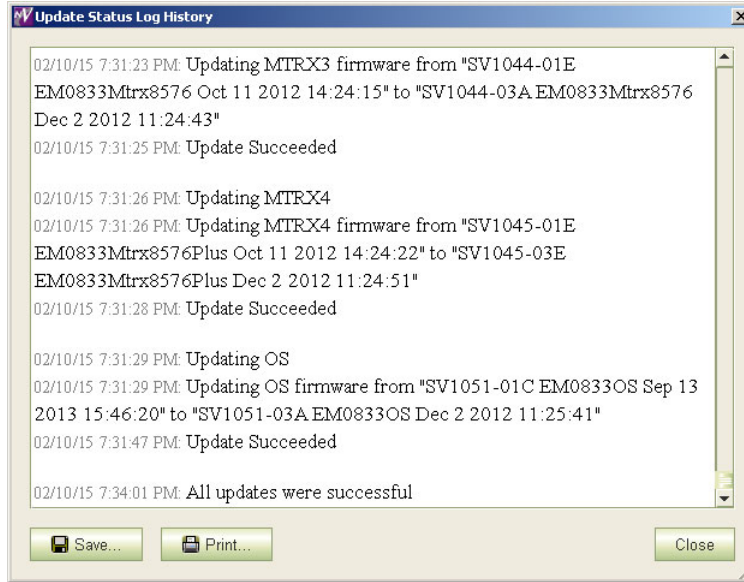 Update Status Log History
02/10/15 7:31:23 PM: Updating MTRX3 firmware from "SV1044-01E
EM0833Mtrx8576 Oct 11 2012 14:24:15" to "SV1044-03A EM0833Mtrx8576
Dec 2 2012 11:24:43"
02/10/15 7:31:25 PM: Update Succeeded
02/10/15 7:31:26 PM: Updating MTRX4
02/10/15 7:31:26 PM: Updating MTRX4 firmware from "SV1045-01E
EM0833Mtrx8576Plus Oct 11 2012 14:24:22" to "SV1045-03E
EM0833Mtrx8576Plus Dec 2 2012 11:24:51"
02/10/15 7:31:28 PM: Update Succeeded
02/10/15 7:31:29 PM: Updating OS
02/10/15 7:31:29 PM: Updating OS firmware from "SV1051-01C EM0833OS Sep 13
2013 15:46:20" to "SV1051-03A EM0833OS Dec 2 2012 11:25:41"
02/10/15 7:31:47 PM: Update Succeeded
02/10/15 7:34:01 PM: All updates were successful
Save... Print... Close